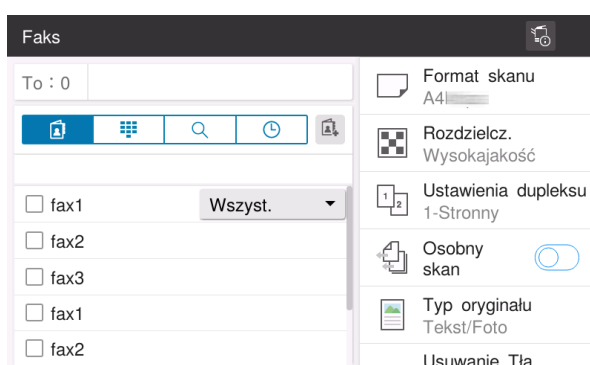 Faks
To : 0
fax1
Wszyst.
fax2
fax3
fax1
fax2
Format skanu
A4
Rozdzielcz.
Wysokajakość
Ustawienia dupleksu
1-Stronny
Osobny
skan
Typ oryginału
Tekst/Foto
Usuwanie Tła